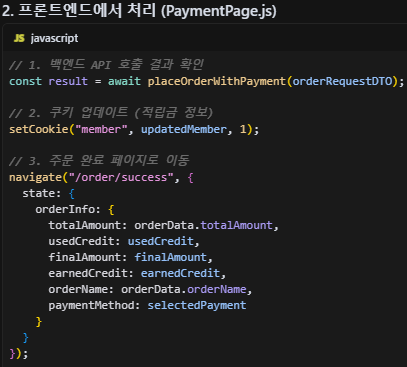 2. 프론트엔드에서 처리 (PaymentPage.js)
JS javascript
// 1. 백엔드 API 호출 결과 확인
const result = await placeOrderWithPayment(orderRequestDTO);
// 2. 쿠키 업데이트 (적립금 정보)
setCookie("member", updatedMember, 1);
// 3. 주문 완료 페이지로 이동
navigate("/order/success", {
  state: {
    orderInfo: {
      totalAmount: orderData.totalAmount,
      usedCredit: usedCredit,
      finalAmount: finalAmount,
      earnedCredit: earnedCredit,
      orderName: orderData.orderName,
      paymentMethod: selectedPayment
    }
  }
});